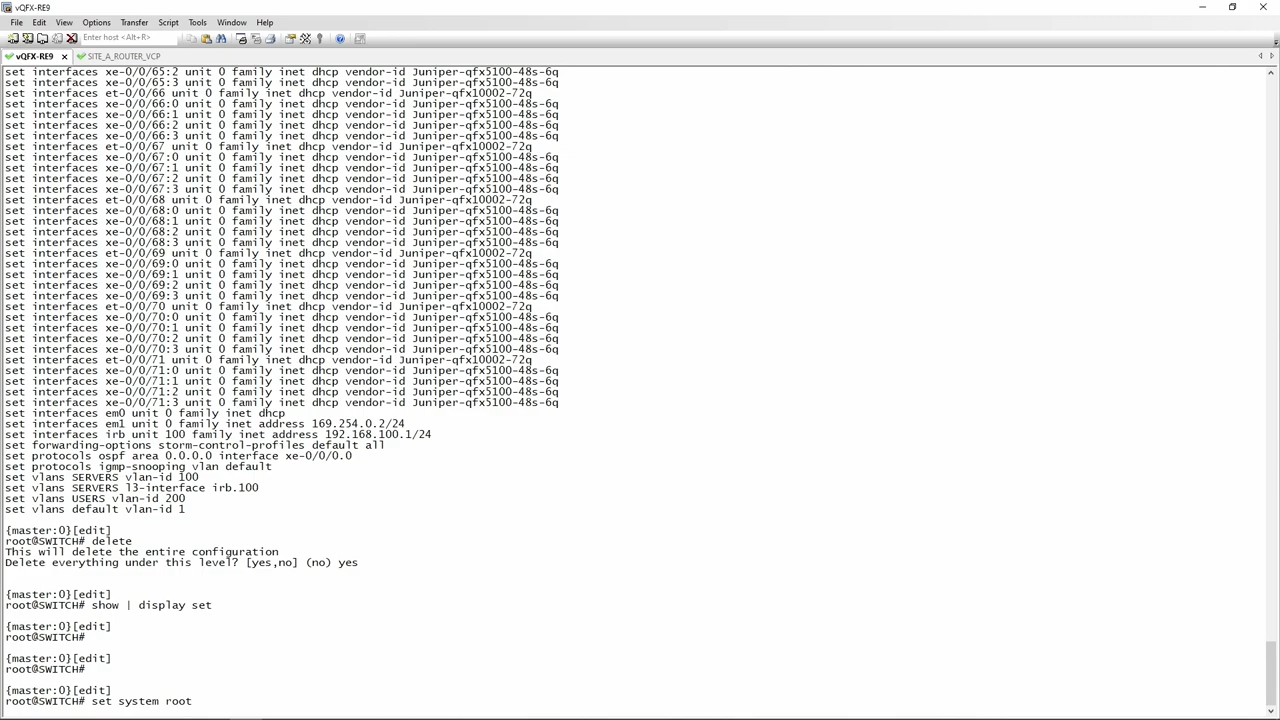 vQFX-RE9
File Edit View Options Transfer Script Tools Window Help
Enter host <Alt+R>
vQFX-RE9 SITE_A_ROUTER_VCP
set interfaces xe-0/0/65:2 unit 0 family inet dhcp vendor-id Juniper-qfx5100-48s-6q
set interfaces xe-0/0/65:3 unit 0 family inet dhcp vendor-id Juniper-qfx5100-48s-6q
set interfaces et-0/0/66 unit 0 family inet dhcp vendor-id Juniper-qfx10002-72q
set interfaces xe-0/0/66:0 unit 0 family inet dhcp vendor-id Juniper-qfx5100-48s-6q
set interfaces xe-0/0/66:1 unit 0 family inet dhcp vendor-id Juniper-qfx5100-48s-6q
set interfaces xe-0/0/66:2 unit 0 family inet dhcp vendor-id Juniper-qfx5100-48s-6q
set interfaces xe-0/0/66:3 unit 0 family inet dhcp vendor-id Juniper-qfx5100-48s-6q
set interfaces et-0/0/67 unit 0 family inet dhcp vendor-id Juniper-qfx10002-72q
set interfaces xe-0/0/67:0 unit 0 family inet dhcp vendor-id Juniper-qfx5100-48s-6q
set interfaces xe-0/0/67:1 unit 0 family inet dhcp vendor-id Juniper-qfx5100-48s-6q
set interfaces xe-0/0/67:2 unit 0 family inet dhcp vendor-id Juniper-qfx5100-48s-6q
set interfaces xe-0/0/67:3 unit 0 family inet dhcp vendor-id Juniper-qfx5100-48s-6q
set interfaces et-0/0/68 unit 0 family inet dhcp vendor-id Juniper-qfx10002-72q
set interfaces xe-0/0/68:0 unit 0 family inet dhcp vendor-id Juniper-qfx5100-48s-6q
set interfaces xe-0/0/68:1 unit 0 family inet dhcp vendor-id Juniper-qfx5100-48s-6q
set interfaces xe-0/0/68:2 unit 0 family inet dhcp vendor-id Juniper-qfx5100-48s-6q
set interfaces xe-0/0/68:3 unit 0 family inet dhcp vendor-id Juniper-qfx5100-48s-6q
set interfaces et-0/0/69 unit 0 family inet dhcp vendor-id Juniper-qfx10002-72q
set interfaces xe-0/0/69:0 unit 0 family inet dhcp vendor-id Juniper-qfx5100-48s-6q
set interfaces xe-0/0/69:1 unit 0 family inet dhcp vendor-id Juniper-qfx5100-48s-6q
set interfaces xe-0/0/69:2 unit 0 family inet dhcp vendor-id Juniper-qfx5100-48s-6q
set interfaces xe-0/0/69:3 unit 0 family inet dhcp vendor-id Juniper-qfx5100-48s-6q
set interfaces et-0/0/70 unit 0 family inet dhcp vendor-id Juniper-qfx10002-72q
set interfaces xe-0/0/70:0 unit 0 family inet dhcp vendor-id Juniper-qfx5100-48s-6q
set interfaces xe-0/0/70:1 unit 0 family inet dhcp vendor-id Juniper-qfx5100-48s-6q
set interfaces xe-0/0/70:2 unit 0 family inet dhcp vendor-id Juniper-qfx5100-48s-6q
set interfaces xe-0/0/70:3 unit 0 family inet dhcp vendor-id Juniper-qfx5100-48s-6q
set interfaces et-0/0/71 unit 0 family inet dhcp vendor-id Juniper-qfx10002-72q
set interfaces xe-0/0/71:0 unit 0 family inet dhcp vendor-id Juniper-qfx5100-48s-6q
set interfaces xe-0/0/71:1 unit 0 family inet dhcp vendor-id Juniper-qfx5100-48s-6q
set interfaces xe-0/0/71:2 unit 0 family inet dhcp vendor-id Juniper-qfx5100-48s-6q
set interfaces xe-0/0/71:3 unit 0 family inet dhcp vendor-id Juniper-qfx5100-48s-6q
set interfaces em0 unit 0 family inet dhcp
set interfaces em1 unit 0 family inet address 169.254.0.2/24
set interfaces irb unit 100 family inet address 192.168.100.1/24
set forwarding-options storm-control-profiles default all
set protocols ospf area 0.0.0.0 interface xe-0/0/0.0
set protocols igmp-snooping vlan default
set vlans SERVERS vlan-id 100
set vlans SERVERS l3-interface irb.100
set vlans USERS vlan-id 200
set vlans default vlan-id 1
{master:0}[edit]
root@SWITCH# delete
This will delete the entire configuration
Delete everything under this level? [yes,no] (no) yes
{master:0}[edit]
root@SWITCH# show | display set
{master:0}[edit]
root@SWITCH#
{master:0}[edit]
root@SWITCH#
{master:0}[edit]
root@SWITCH# set system root